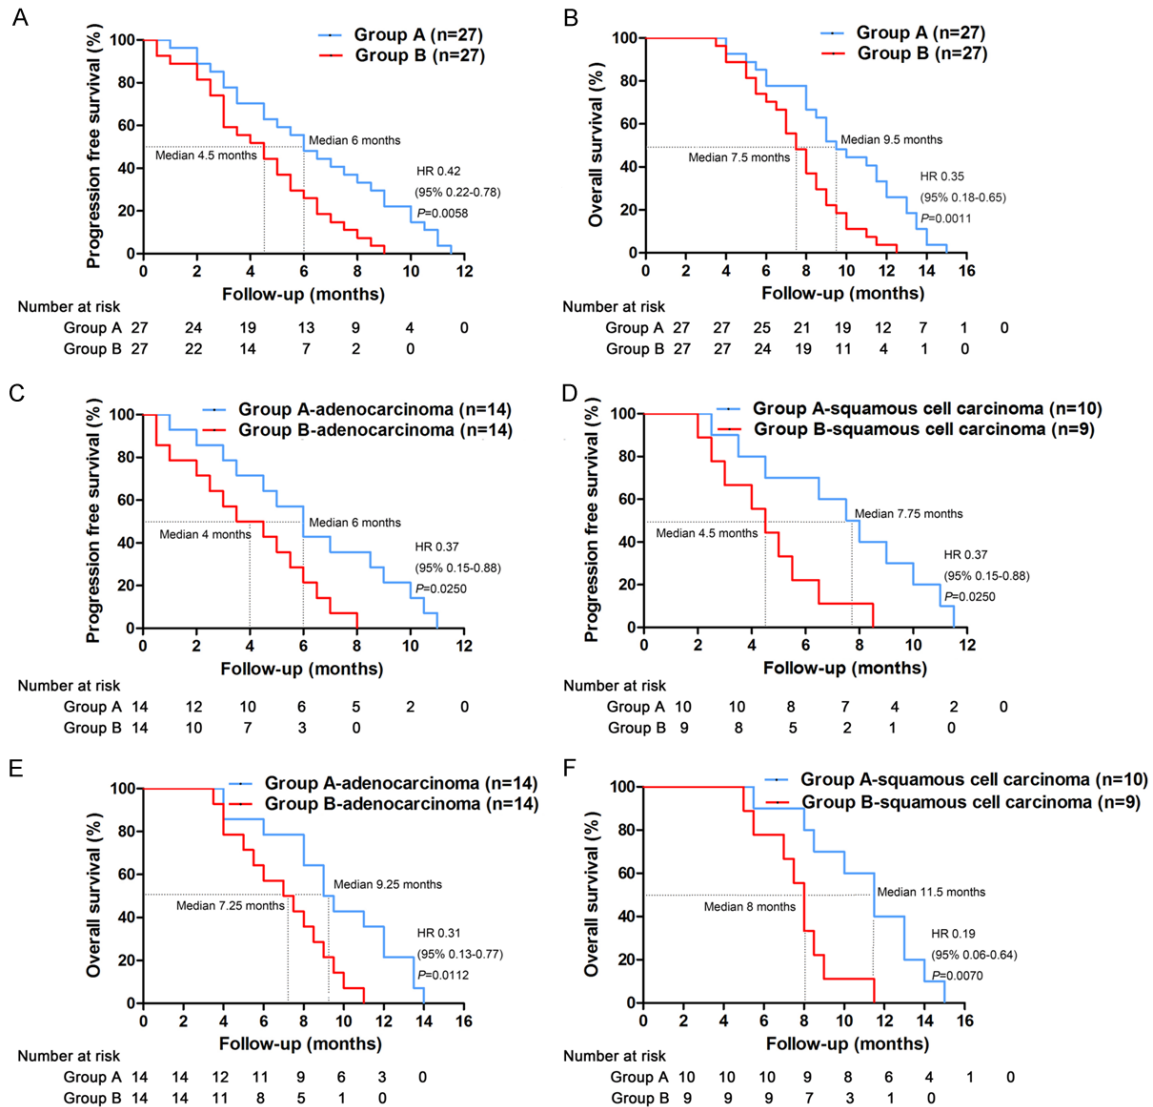 A
Group A (n=27)
Group B (n=27)
Progression free survival (%)
100
80
60
40
20
0
Median 6 months
Median 4.5 months
HR 0.42
(95% 0.22-0.78)
P=0.0058
0 2 4 6 8 10 12
Follow-up (months)
Number at risk
Group A 27 24 19 13 9 4 0
Group B 27 22 14 7 2 0
B
Group A (n=27)
Group B (n=27)
Overall survival (%)
100
80
60
40
20
0
Median 9.5 months
Median 7.5 months
HR 0.35
(95% 0.18-0.65)
P=0.0011
0 2 4 6 8 10 12 14 16
Follow-up (months)
Number at risk
Group A 27 27 25 21 19 12 7 1 0
Group B 27 27 24 19 11 4 1 0
C
Group A-adenocarcinoma (n=14)
Group B-adenocarcinoma (n=14)
Progression free survival (%)
100
80
60
40
20
0
Median 6 months
Median 4 months
HR 0.37
(95% 0.15-0.88)
P=0.0250
0 2 4 6 8 10 12
Follow-up (months)
Number at risk
Group A 14 12 10 6 5 2 0
Group B 14 10 7 3 0
D
Group A-squamous cell carcinoma (n=10)
Group B-squamous cell carcinoma (n=9)
Progression free survival (%)
100
80
60
40
20
0
Median 7.75 months
Median 4.5 months
HR 0.37
(95% 0.15-0.88)
P=0.0250
0 2 4 6 8 10 12
Follow-up (months)
Number at risk
Group A 10 10 8 7 4 2 0
Group B 9 8 5 2 1 0
E
Group A-adenocarcinoma (n=14)
Group B-adenocarcinoma (n=14)
Overall survival (%)
100
80
60
40
20
0
Median 9.25 months
Median 7.25 months
HR 0.31
(95% 0.13-0.77)
P=0.0112
0 2 4 6 8 10 12 14 16
Follow-up (months)
Number at risk
Group A 14 14 12 11 9 6 3 0
Group B 14 14 11 8 5 1 0
F
Group A-squamous cell carcinoma (n=10)
Group B-squamous cell carcinoma (n=9)
Overall survival (%)
100
80
60
40
20
0
Median 11.5 months
Median 8 months
HR 0.19
(95% 0.06-0.64)
P=0.0070
0 2 4 6 8 10 12 14 16
Follow-up (months)
Number at risk
Group A 10 10 10 9 8 6 4 1 0
Group B 9 9 9 7 3 1 0